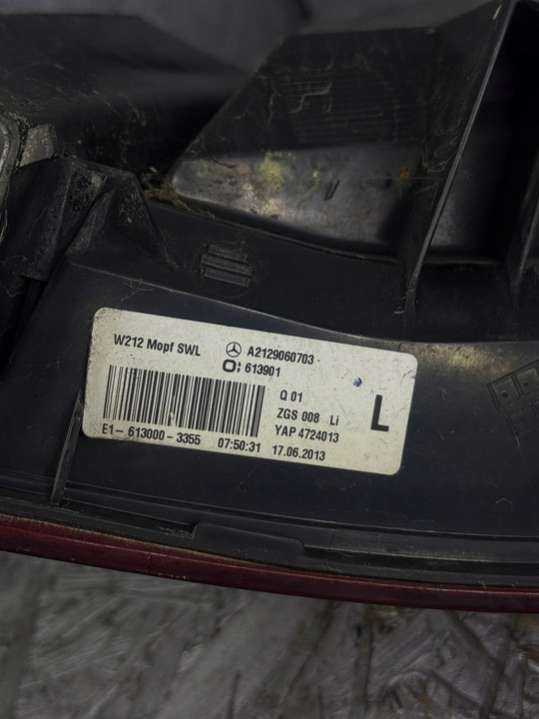 W212 Mopf SWL A2129060703
613901
Q 01
ZGS 008 Li
YAP 4724013
L
E1- 613000- 3355 07:50:31 17.06.2013